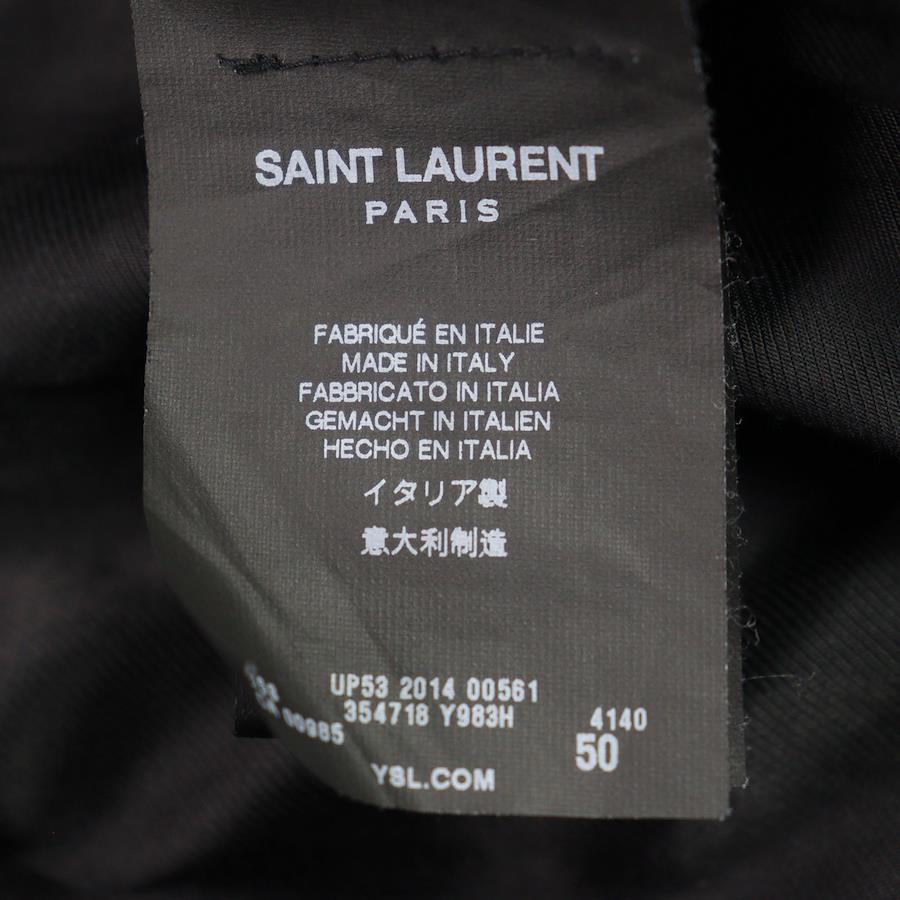 SAINT LAURENT
PARIS
FABRIQUÉ EN ITALIE
MADE IN ITALY
FABBRICATO IN ITALIA
GEMACHT IN ITALIEN
HECHO EN ITALIA
イタリア製
意大利制造
UP53 2014 00561
354718 Y983H 4140
00985
50
YSL.COM